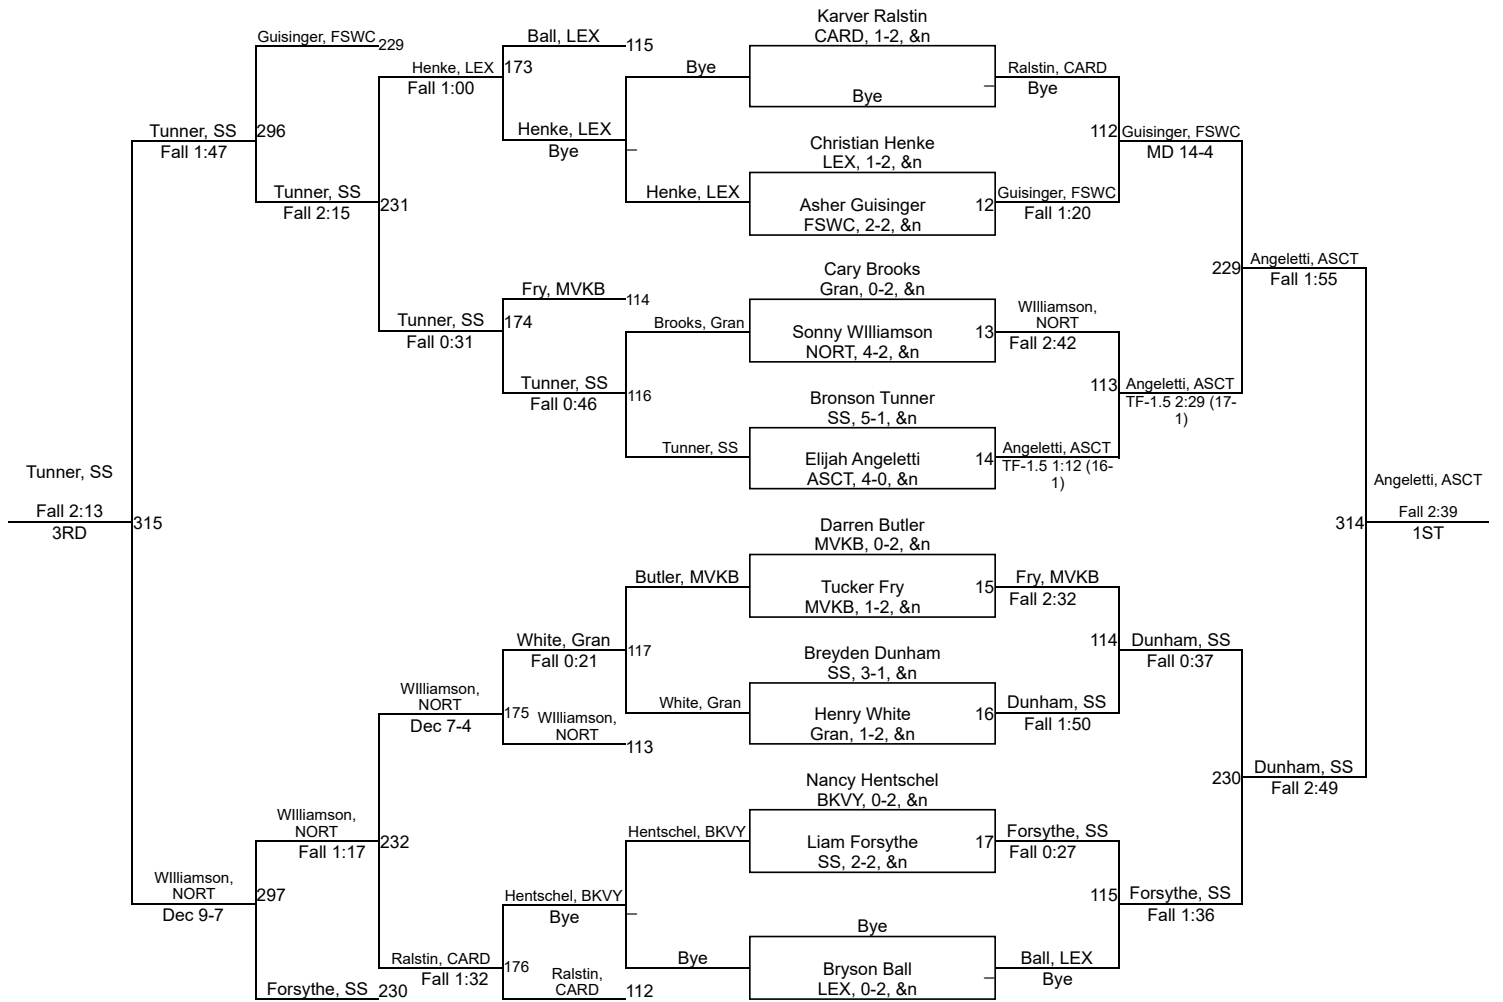 Karver Ralstin
CARD, 1-2, &n
Bye
Christian Henke
LEX, 1-2, &n
Asher Guisinger
FSWC, 2-2, &n
12
Cary Brooks
Gran, 0-2, &n
Sonny WIlliamson
NORT, 4-2, &n
13
Bronson Tunner
SS, 5-1, &n
Elijah Angeletti
ASCT, 4-0, &n
14
Darren Butler
MVKB, 0-2, &n
Tucker Fry
MVKB, 1-2, &n
15
Breyden Dunham
SS, 3-1, &n
Henry White
Gran, 1-2, &n
16
Nancy Hentschel
BKVY, 0-2, &n
Liam Forsythe
SS, 2-2, &n
17
Bye
Bryson Ball
LEX, 0-2, &n
Ralstin, CARD
Bye
Guisinger, FSWC
Fall 1:20
WIlliamson,
NORT
Fall 2:42
Angeletti, ASCT
TF-1.5 1:12 (16-
1)
Fry, MVKB
Fall 2:32
Dunham, SS
Fall 1:50
Forsythe, SS
Fall 0:27
Ball, LEX
Bye
112
Guisinger, FSWC
MD 14-4
113
Angeletti, ASCT
TF-1.5 2:29 (17-
1)
114
Dunham, SS
Fall 0:37
115
Forsythe, SS
Fall 1:36
229
Angeletti, ASCT
Fall 1:55
230
Dunham, SS
Fall 2:49
314
Angeletti, ASCT
Fall 2:39
1ST
Bye
Henke, LEX
Brooks, Gran
Tunner, SS
Butler, MVKB
White, Gran
Hentschel, BKVY
Bye
Ball, LEX
115
Henke, LEX
Bye
Fry, MVKB
114
Tunner, SS
Fall 0:46
116
White, Gran
Fall 0:21
117
WIlliamson,
NORT
113
Hentschel, BKVY
Bye
Ralstin,
CARD
112
Henke, LEX
Fall 1:00
173
Tunner, SS
Fall 0:31
174
WIlliamson,
NORT
Dec 7-4
175
Ralstin, CARD
Fall 1:32
176
Guisinger, FSWC
229
Tunner, SS
Fall 2:15
231
WIlliamson,
NORT
Fall 1:17
232
Forsythe, SS
230
Tunner, SS
Fall 1:47
296
WIlliamson,
NORT
Dec 9-7
297
Tunner, SS
Fall 2:13
3RD
315